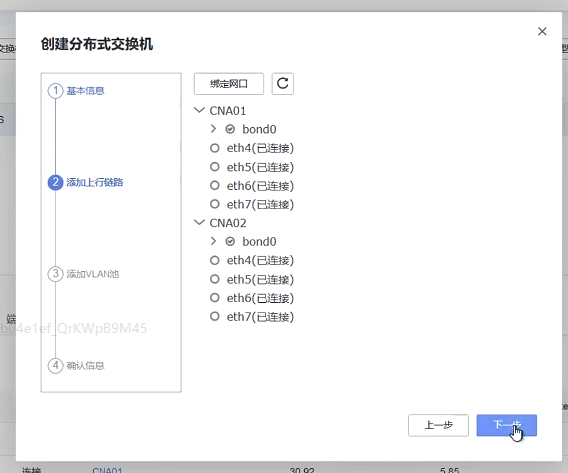 创建分布式交换机
1 基本信息
2 添加上行链路
3 添加VLAN池
4 确认信息
绑定网口
CNA01
bond0
eth4(已连接)
eth5(已连接)
eth6(已连接)
eth7(已连接)
CNA02
bond0
eth4(已连接)
eth5(已连接)
eth6(已连接)
eth7(已连接)
上一步
下一步
交换
型
S
端
b04e1ef_QrKWpB9M45
连接 CNA01 30.92 5.85